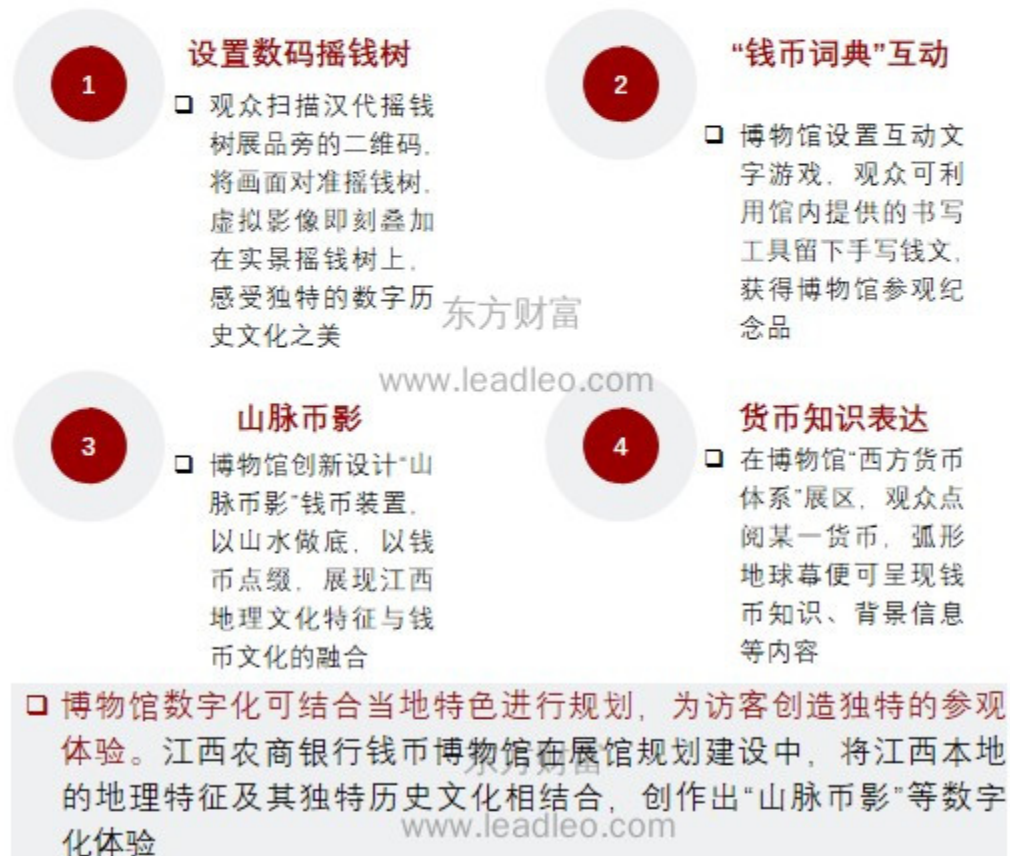 1
设置数码摇钱树
❑ 观众扫描汉代摇钱
树展品旁的二维码，
将画面对准摇钱树，
虚拟影像即刻叠加
在实景摇钱树上，
感受独特的数字历
史文化之美
2
“钱币词典”互动
❑ 博物馆设置互动文
字游戏，观众可利
用馆内提供的书写
工具留下手写钱文，
获得博物馆参观纪
念品
东方财富
www.leadleo.com
3
山脉币影
❑ 博物馆创新设计“山
脉币影”钱币装置，
以山水做底，以钱
币点缀，展现江西
地理文化特征与钱
币文化的融合
4
货币知识表达
❑ 在博物馆“西方货币
体系”展区，观众点
阅某一货币，弧形
地球幕便可呈现钱
币知识、背景信息
等内容
❑ 博物馆数字化可结合当地特色进行规划，为访客创造独特的参观
体验。江西农商银行钱币博物馆在展馆规划建设中，将江西本地
的地理特征及其独特历史文化相结合，创作出“山脉币影”等数字
化体验
东方财富
www.leadleo.com